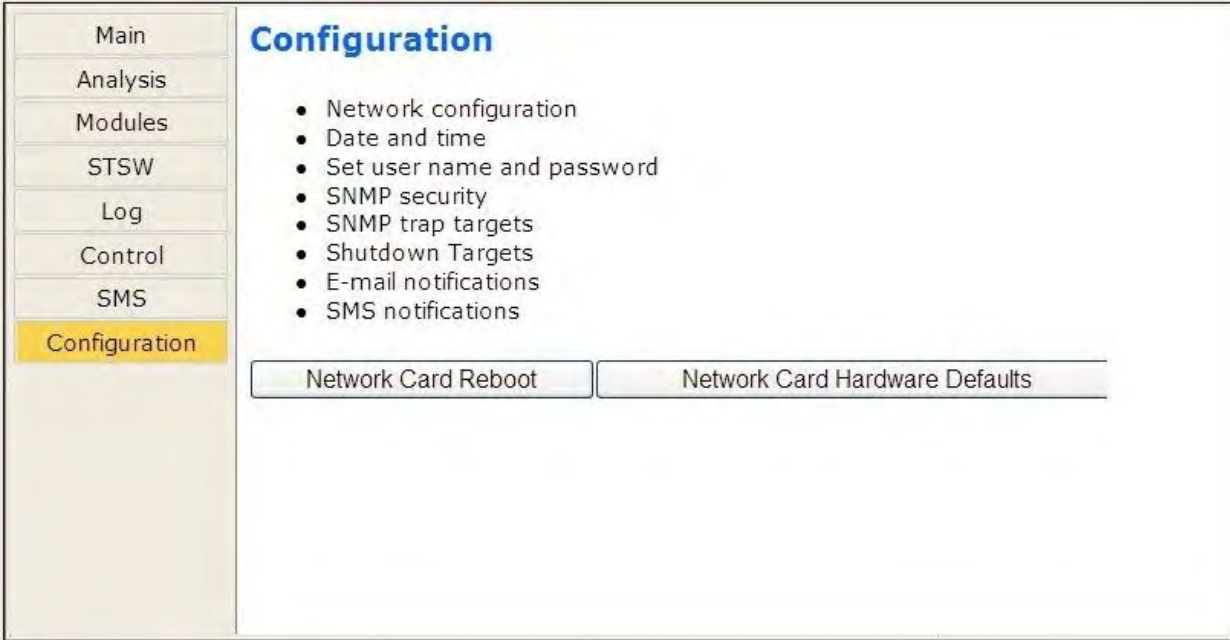 Main
Analysis
Modules
STSW
Log
Control
SMS
Configuration
Configuration
Network configuration
Date and time
Set user name and password
SNMP security
SNMP trap targets
Shutdown Targets
E-mail notifications
SMS notifications
Network Card Reboot
Network Card Hardware Defaults